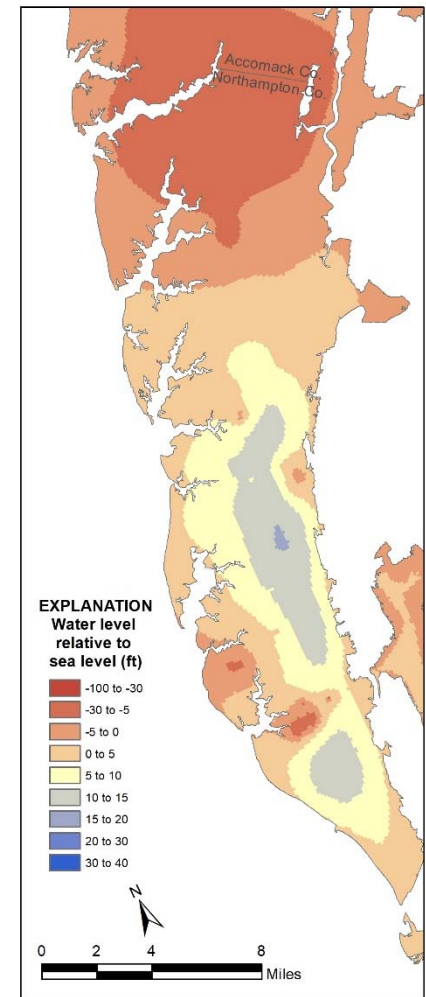 Accomack Co.
Northampton Co.
EXPLANATION
Water level
relative to
sea level (ft)
-100 to -30
-30 to -5
-5 to 0
0 to 5
5 to 10
10 to 15
15 to 20
20 to 30
30 to 40
N
0 2 4 8
Miles